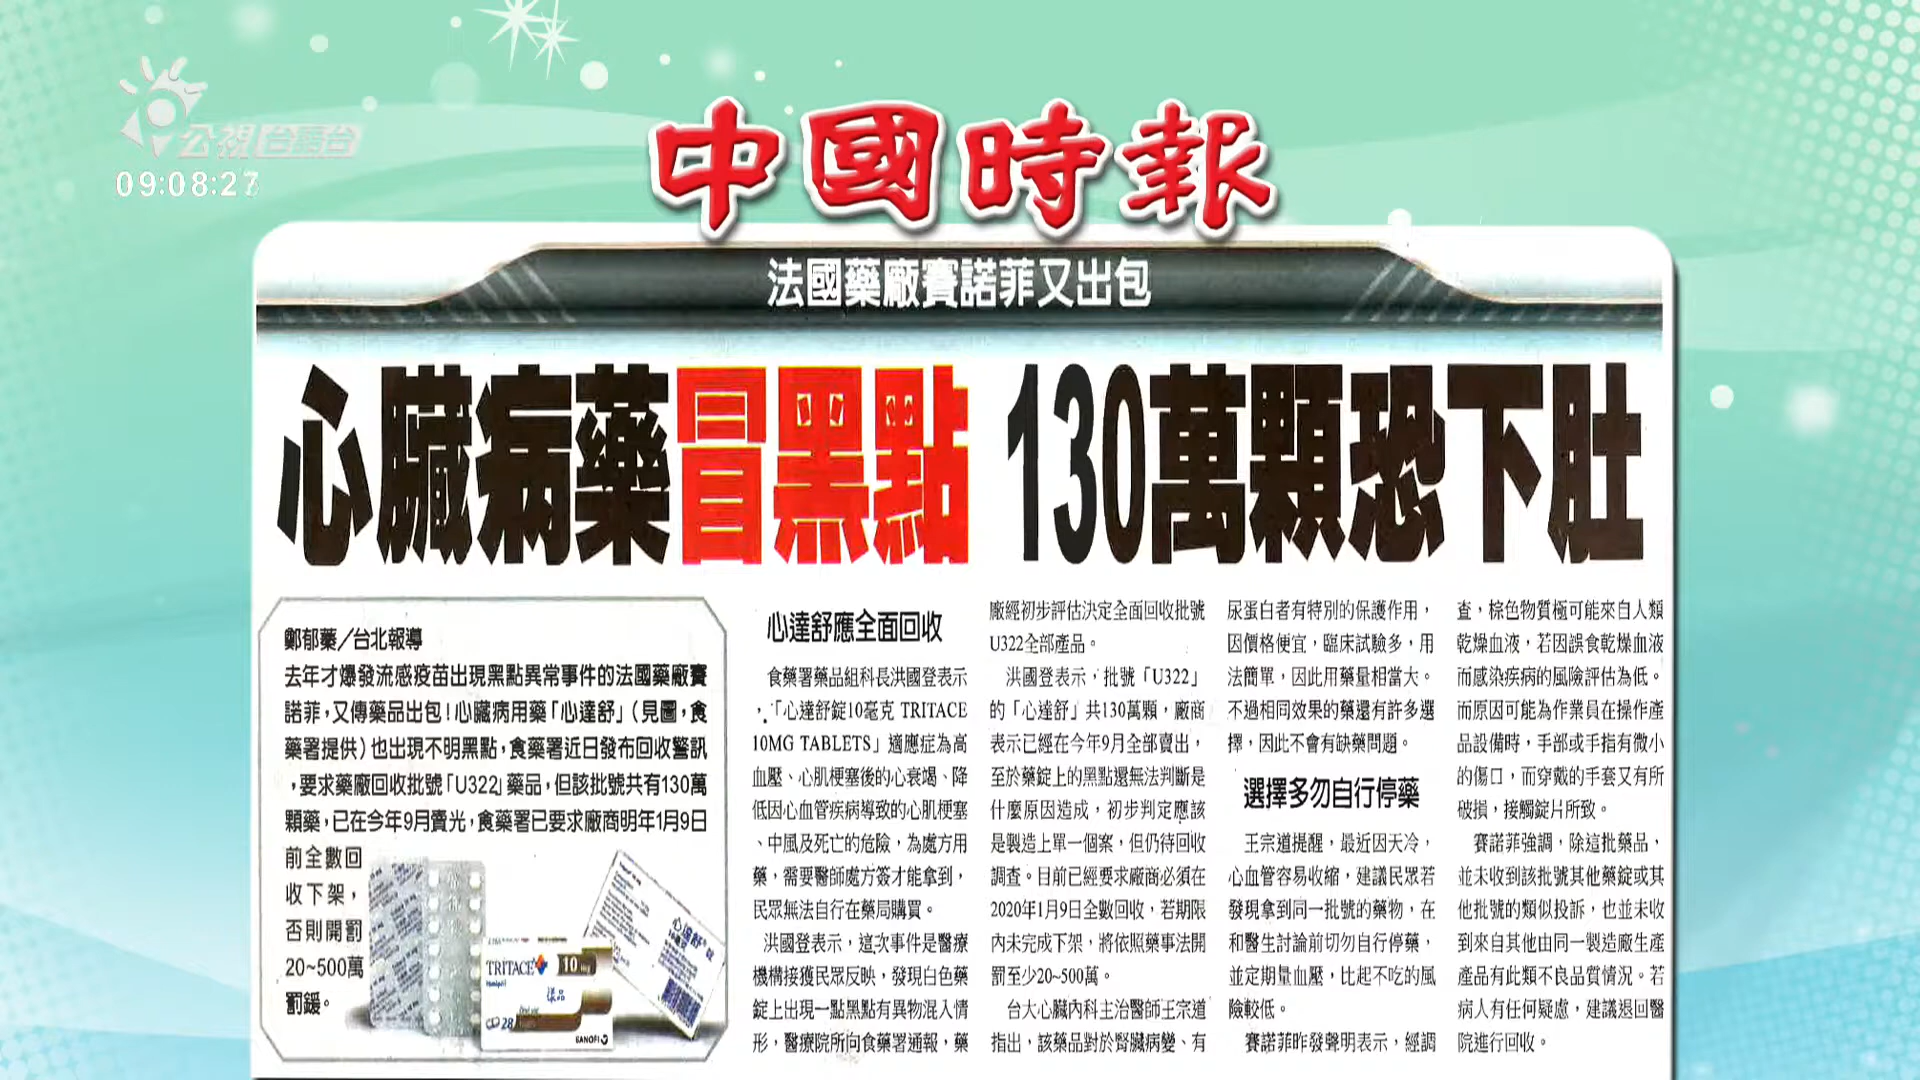 公視台語台
09:08:27
中國時報
法國藥廠賽諾菲又出包
心臟病藥冒黑點 130萬顆恐下肚
鄭郁蓁／台北報導
去年才爆發流感疫苗出現黑點異常事件的法國藥廠賽
諾菲，又傳藥品出包！心臟病用藥「心達舒」（見圖，食
藥署提供）也出現不明黑點，食藥署近日發布回收警訊
，要求藥廠回收批號「U322」藥品，但該批號共有130萬
顆藥，已在今年9月賣光，食藥署已要求廠商明年1月9日
前全數回
收下架，
否則開罰
20~500萬
罰鍰。
心達舒
TRITACE 10
樣品
28
SANOFI
心達舒應全面回收
食藥署藥品組科長洪國登表示
，「心達舒錠10毫克 TRITACE
10MG TABLETS」適應症為高
血壓、心肌梗塞後的心衰竭、降
低因心血管疾病導致的心肌梗塞
、中風及死亡的危險，為處方用
藥，需要醫師處方簽才能拿到，
民眾無法自行在藥局購買。
洪國登表示，這次事件是醫療
機構接獲民眾反映，發現白色藥
錠上出現一點黑點有異物混入情
形，醫療院所向食藥署通報，藥
廠經初步評估決定全面回收批號
U322全部產品。
洪國登表示，批號「U322」
的「心達舒」共130萬顆，廠商
表示已經在今年9月全部賣出，
至於藥錠上的黑點還無法判斷是
什麼原因造成，初步判定應該
是製造上單一個案，但仍待回收
調查。目前已經要求廠商必須在
2020年1月9日全數回收，若期限
內未完成下架，將依照藥事法開
罰至少20~500萬。
台大心臟內科主治醫師王宗道
指出，該藥品對於腎臟病變、有
尿蛋白者有特別的保護作用，
因價格便宜，臨床試驗多，用
法簡單，因此用藥量相當大。
不過相同效果的藥還有許多選
擇，因此不會有缺藥問題。
選擇多勿自行停藥
王宗道提醒，最近因天冷，
心血管容易收縮，建議民眾若
發現拿到同一批號的藥物，在
和醫生討論前切勿自行停藥，
並定期量血壓，比起不吃的風
險較低。
賽諾菲昨發聲明表示，經調
查，棕色物質極可能來自人類
乾燥血液，若因誤食乾燥血液
而感染疾病的風險評估為低。
而原因可能為作業員在操作產
品設備時，手部或手指有微小
的傷口，而穿戴的手套又有所
破損，接觸錠片所致。
賽諾菲強調，除這批藥品，
並未收到該批號其他藥錠或其
他批號的類似投訴，也並未收
到來自其他由同一製造廠生產
產品有此類不良品質情況。若
病人有任何疑慮，建議退回醫
院進行回收。